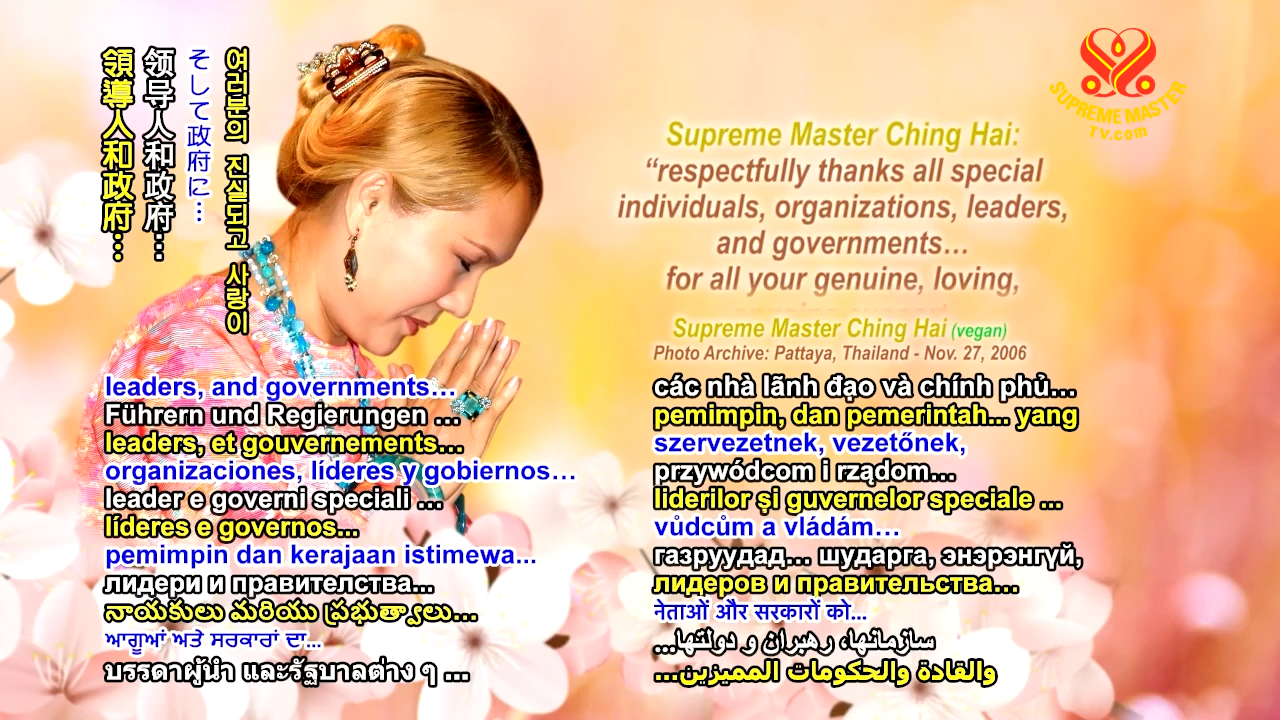 領導人和政府…
领导人和政府…
そして政府に…
여러분의 진실되고 사랑이
SUPREME MASTER
TV.com
Supreme Master Ching Hai:
“respectfully thanks all special
individuals, organizations, leaders,
and governments…
for all your genuine, loving,
Supreme Master Ching Hai (vegan)
Photo Archive: Pattaya, Thailand - Nov. 27, 2006
leaders, and governments…
Führern und Regierungen …
leaders, et gouvernements…
organizaciones, líderes y gobiernos…
leader e governi speciali …
líderes e governos...
pemimpin dan kerajaan istimewa...
лидери и правителства...
నాయకులు మరియు ప్రభుత్వాలు...
ਆਗੂਆਂ ਅਤੇ ਸਰਕਾਰਾਂ ਦਾ...
บรรดาผู้นำ และรัฐบาลต่าง ๆ ...
các nhà lãnh đạo và chính phủ…
pemimpin, dan pemerintah... yang
szervezetnek, vezetőnek,
przywódcom i rządom…
liderilor și guvernelor speciale ...
vůdcům a vládám…
газруудад... шударга, энэрэнгүй,
лидеров и правительства…
नेताओं और सरकारों को...
سازمانها، رهبران و دولتها...
والقادة والحكومات المميزين...